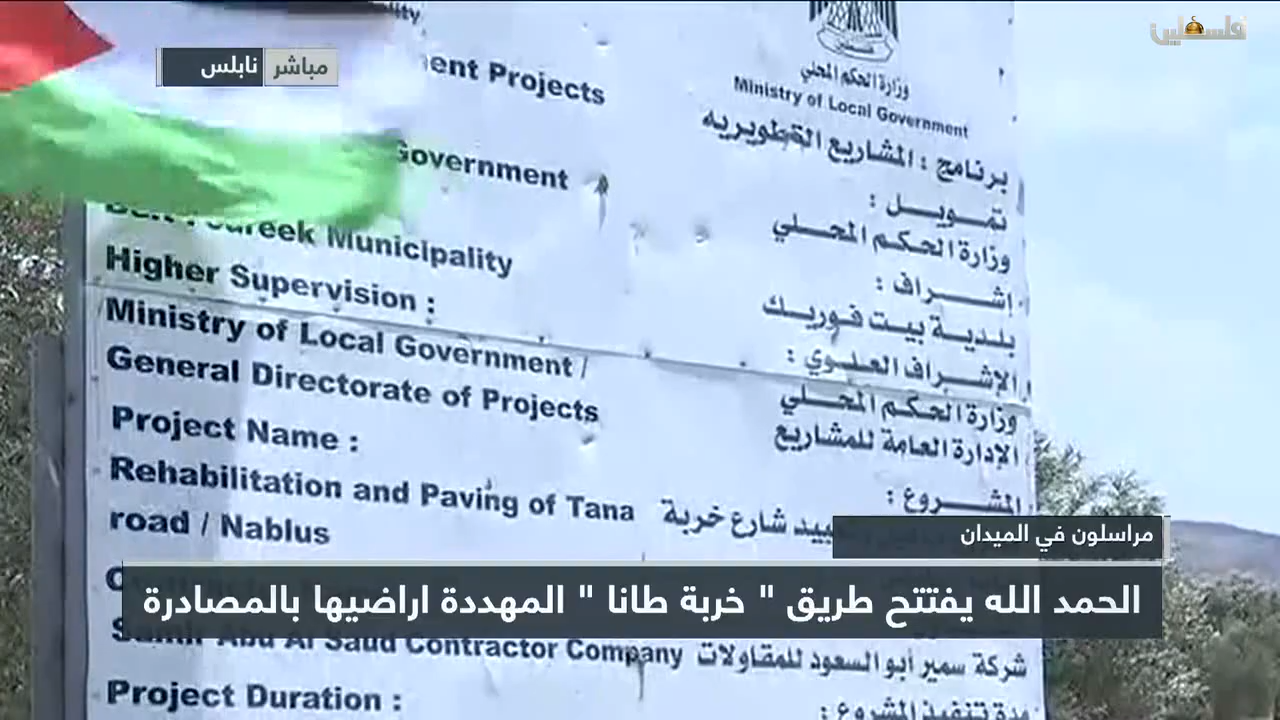 فلسطين
نابلس
مباشر
Projects
Government
Municipality
Higher Supervision :
Ministry of Local Government /
General Directorate of Projects
Project Name :
Rehabilitation and Paving of Tana
road / Nablus
Abu Al Saud Contractor Company
Project Duration :
وزارة الحكم المحلي
Ministry of Local Government
برنامج : المشاريع التطويريه
تمويل :
وزارة الحكم المحلي
إشراف :
بلدية بيت فوريك
الإشراف العلوي :
وزارة الحكم المحلي
الإدارة العامة للمشاريع
المشروع :
شارع خربة
شركة سمير أبو السعود للمقاولات
مدة تنفيذ المشروع :
مراسلون في الميدان
الحمد الله يفتتح طريق " خربة طانا " المهددة اراضيها بالمصادرة